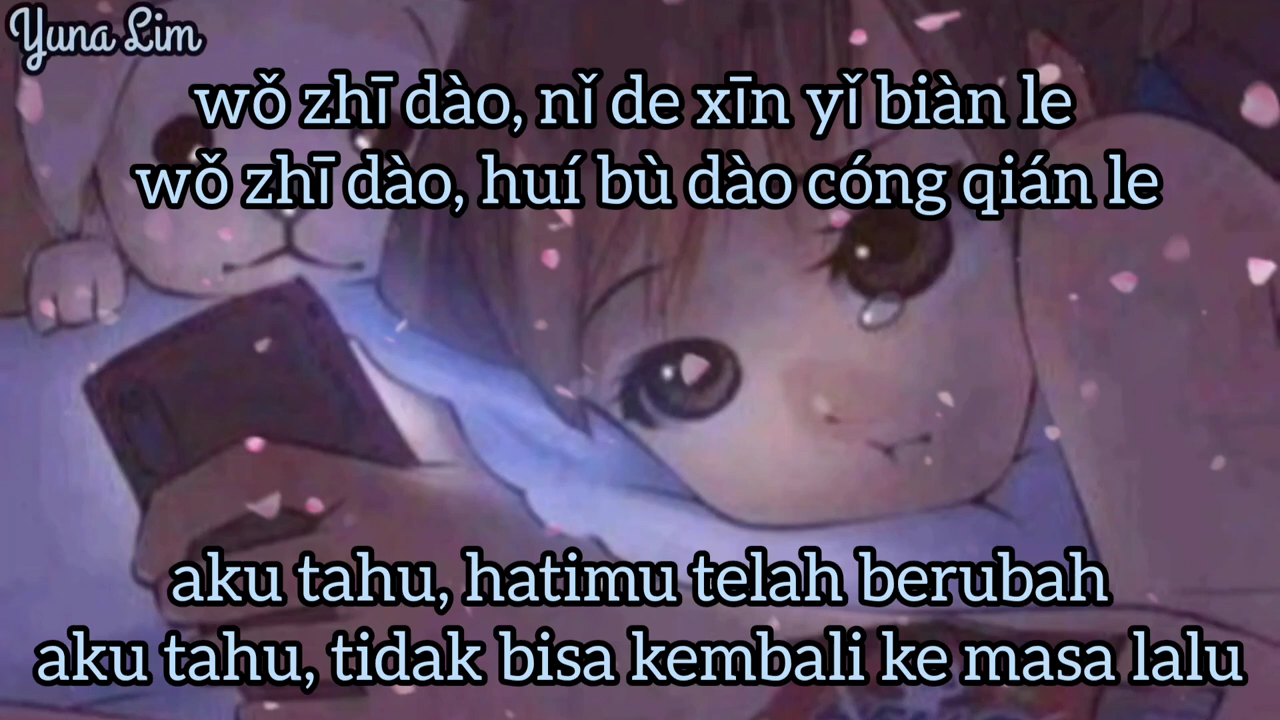 Yuna Lim
wǒ zhī dào, nǐ de xīn yǐ biàn le
wǒ zhī dào, huí bù dào cóng qián le
aku tahu, hatimu telah berubah
aku tahu, tidak bisa kembali ke masa lalu